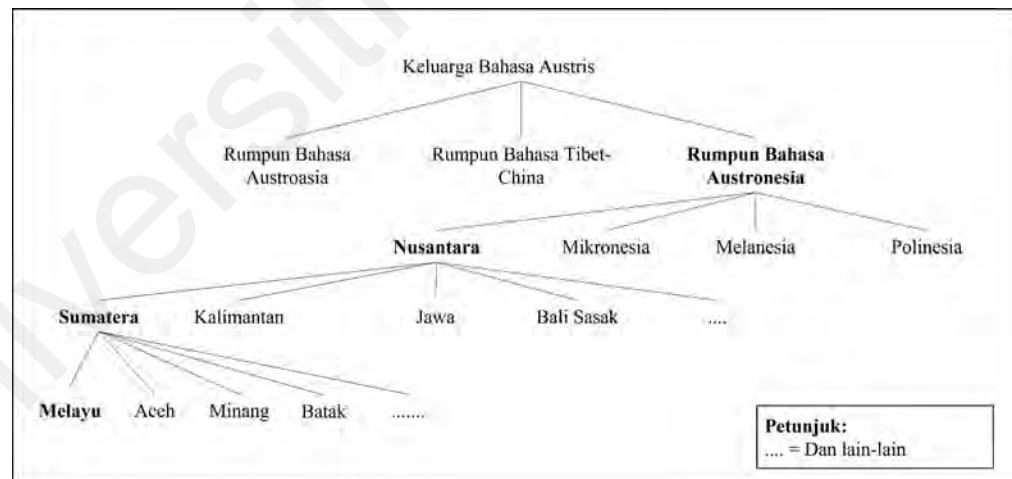 Keluarga Bahasa Austris
Rumpun Bahasa
Austroasia
Rumpun Bahasa Tibet-
China
Rumpun Bahasa
Austronesia
Nusantara
Mikronesia
Melanesia
Polinesia
Sumatera
Kalimantan
Jawa
Bali Sasak
....
Melayu
Aceh
Minang
Batak
.......
Petunjuk:
.... = Dan lain-lain